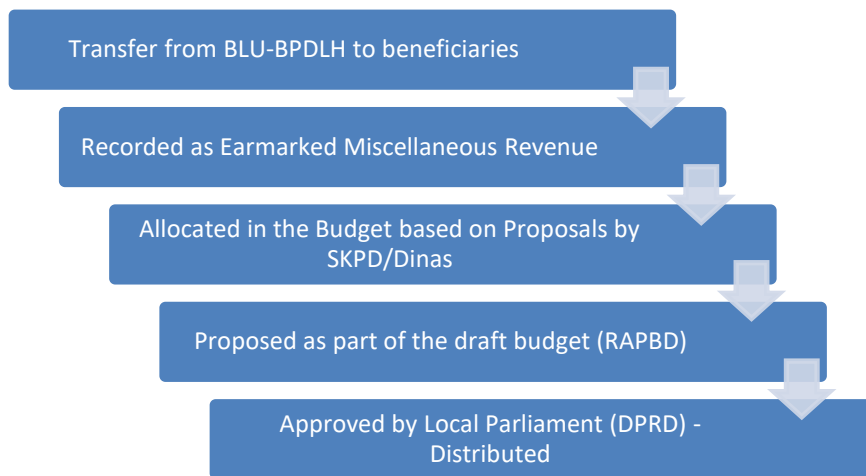 Transfer from BLU-BPDLH to beneficiaries
Recorded as Earmarked Miscellaneous Revenue
Allocated in the Budget based on Proposals by
SKPD/Dinas
Proposed as part of the draft budget (RAPBD)
Approved by Local Parliament (DPRD) -
Distributed